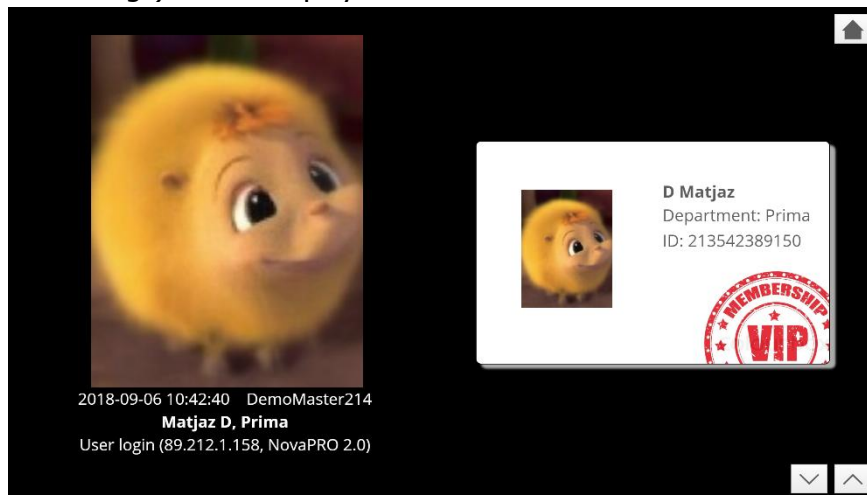 2018-09-06 10:42:40 DemoMaster214
Matjaz D, Prima
User login (89.212.1.158, NovaPRO 2.0)
D Matjaz
Department: Prima
ID: 213542389150
MEMBERSHIP
VIP